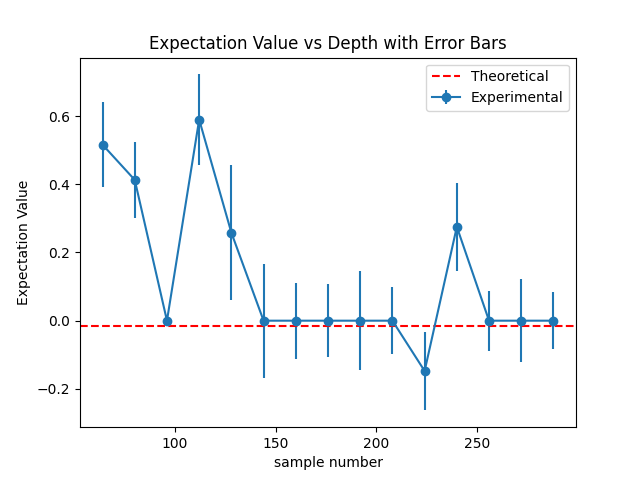 Expectation Value vs Depth with Error Bars
Theoretical
Experimental
Expectation Value
0.6
0.4
0.2
0.0
−0.2
100
150
200
250
sample number